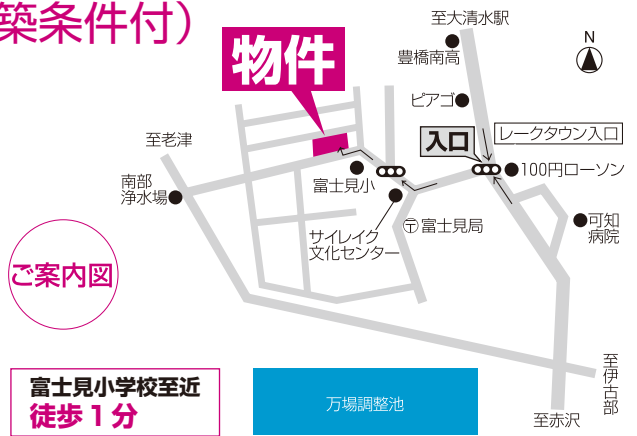 築条件付）
至大清水駅
N
豊橋南高
物件
ピアゴ
入口
レークタウン入口
至老津
100円ローソン
南部
浄水場
富士見小
〒富士見局
可知
病院
サイレイク
文化センター
ご案内図
富士見小学校至近
徒歩1分
万場調整池
至伊古部
至赤沢